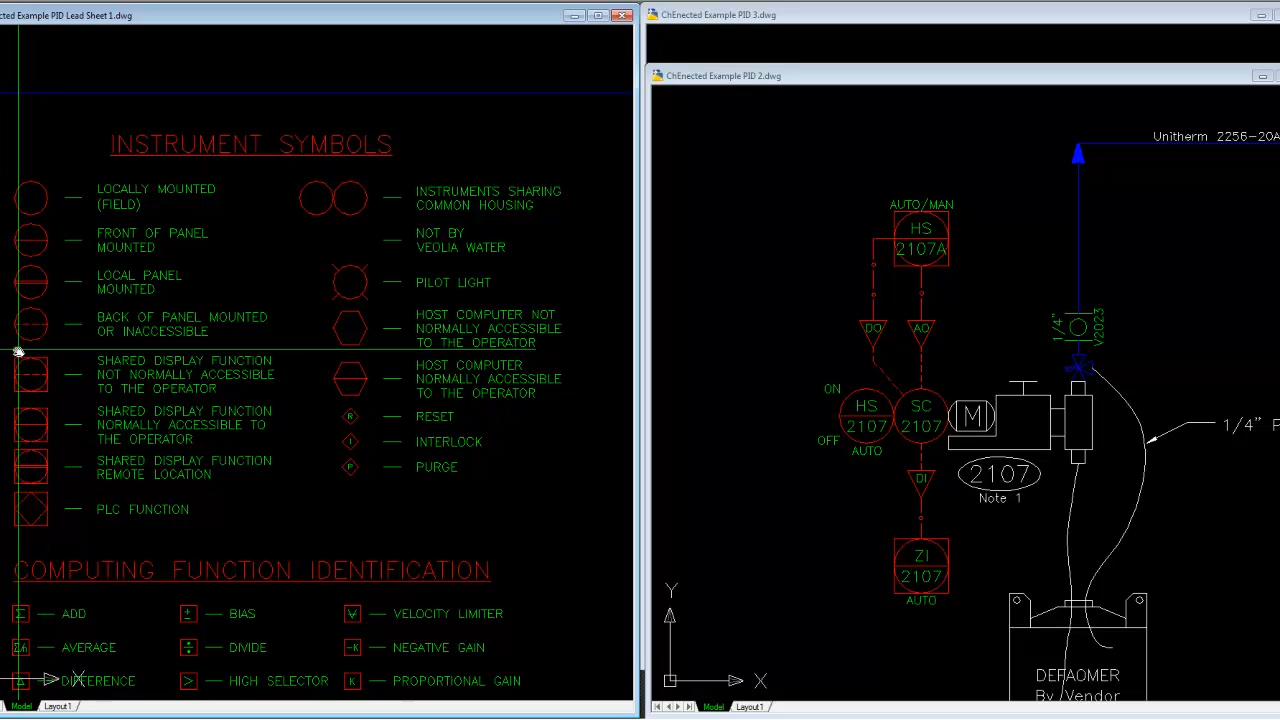 ected Example PID Lead Sheet 1.dwg
INSTRUMENT SYMBOLS
LOCALLY MOUNTED
(FIELD)
FRONT OF PANEL
MOUNTED
LOCAL PANEL
MOUNTED
BACK OF PANEL MOUNTED
OR INACCESSIBLE
SHARED DISPLAY FUNCTION
NOT NORMALLY ACCESSIBLE
TO THE OPERATOR
SHARED DISPLAY FUNCTION
NORMALLY ACCESSIBLE TO
THE OPERATOR
SHARED DISPLAY FUNCTION
REMOTE LOCATION
PLC FUNCTION
INSTRUMENTS SHARING
COMMON HOUSING
NOT BY
VEOLIA WATER
PILOT LIGHT
HOST COMPUTER NOT
NORMALLY ACCESSIBLE
TO THE OPERATOR
HOST COMPUTER
NORMALLY ACCESSIBLE
TO THE OPERATOR
R RESET
I INTERLOCK
P PURGE
COMPUTING FUNCTION IDENTIFICATION
Σ ADD
± BIAS
VELOCITY LIMITER
Σ/n AVERAGE
÷ DIVIDE
-K NEGATIVE GAIN
Δ DIFFERENCE
> HIGH SELECTOR
K PROPORTIONAL GAIN
X
Model Layout1
ChEnected Example PID 3.dwg
ChEnected Example PID 2.dwg
Unitherm 2256-20A
AUTO/MAN
HS
2107A
DO
AO
1/4"
V2023
ON
HS
2107
OFF
AUTO
SC
2107
M
1/4" P
DI
2107
Note 1
ZI
2107
AUTO
Y
X
DEFAOMER
By Vendor
Model Layout1